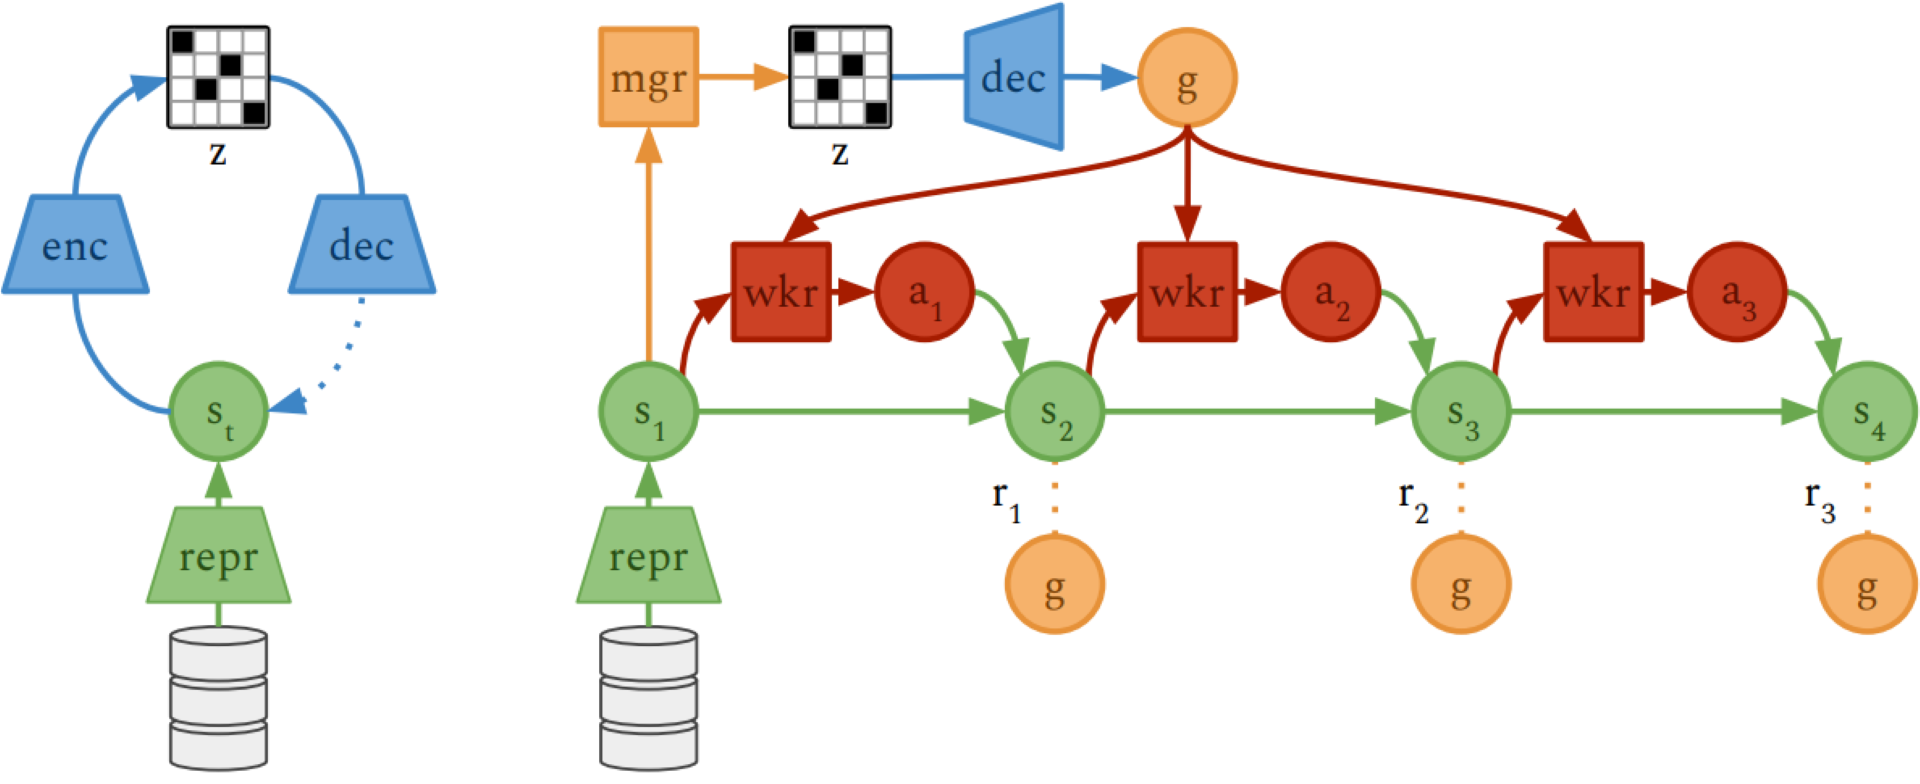 z
enc
dec
s_t
repr
mgr
z
dec
g
wkr
a_1
wkr
a_2
wkr
a_3
s_1
s_2
s_3
s_4
r_1
r_2
r_3
repr
g
g
g